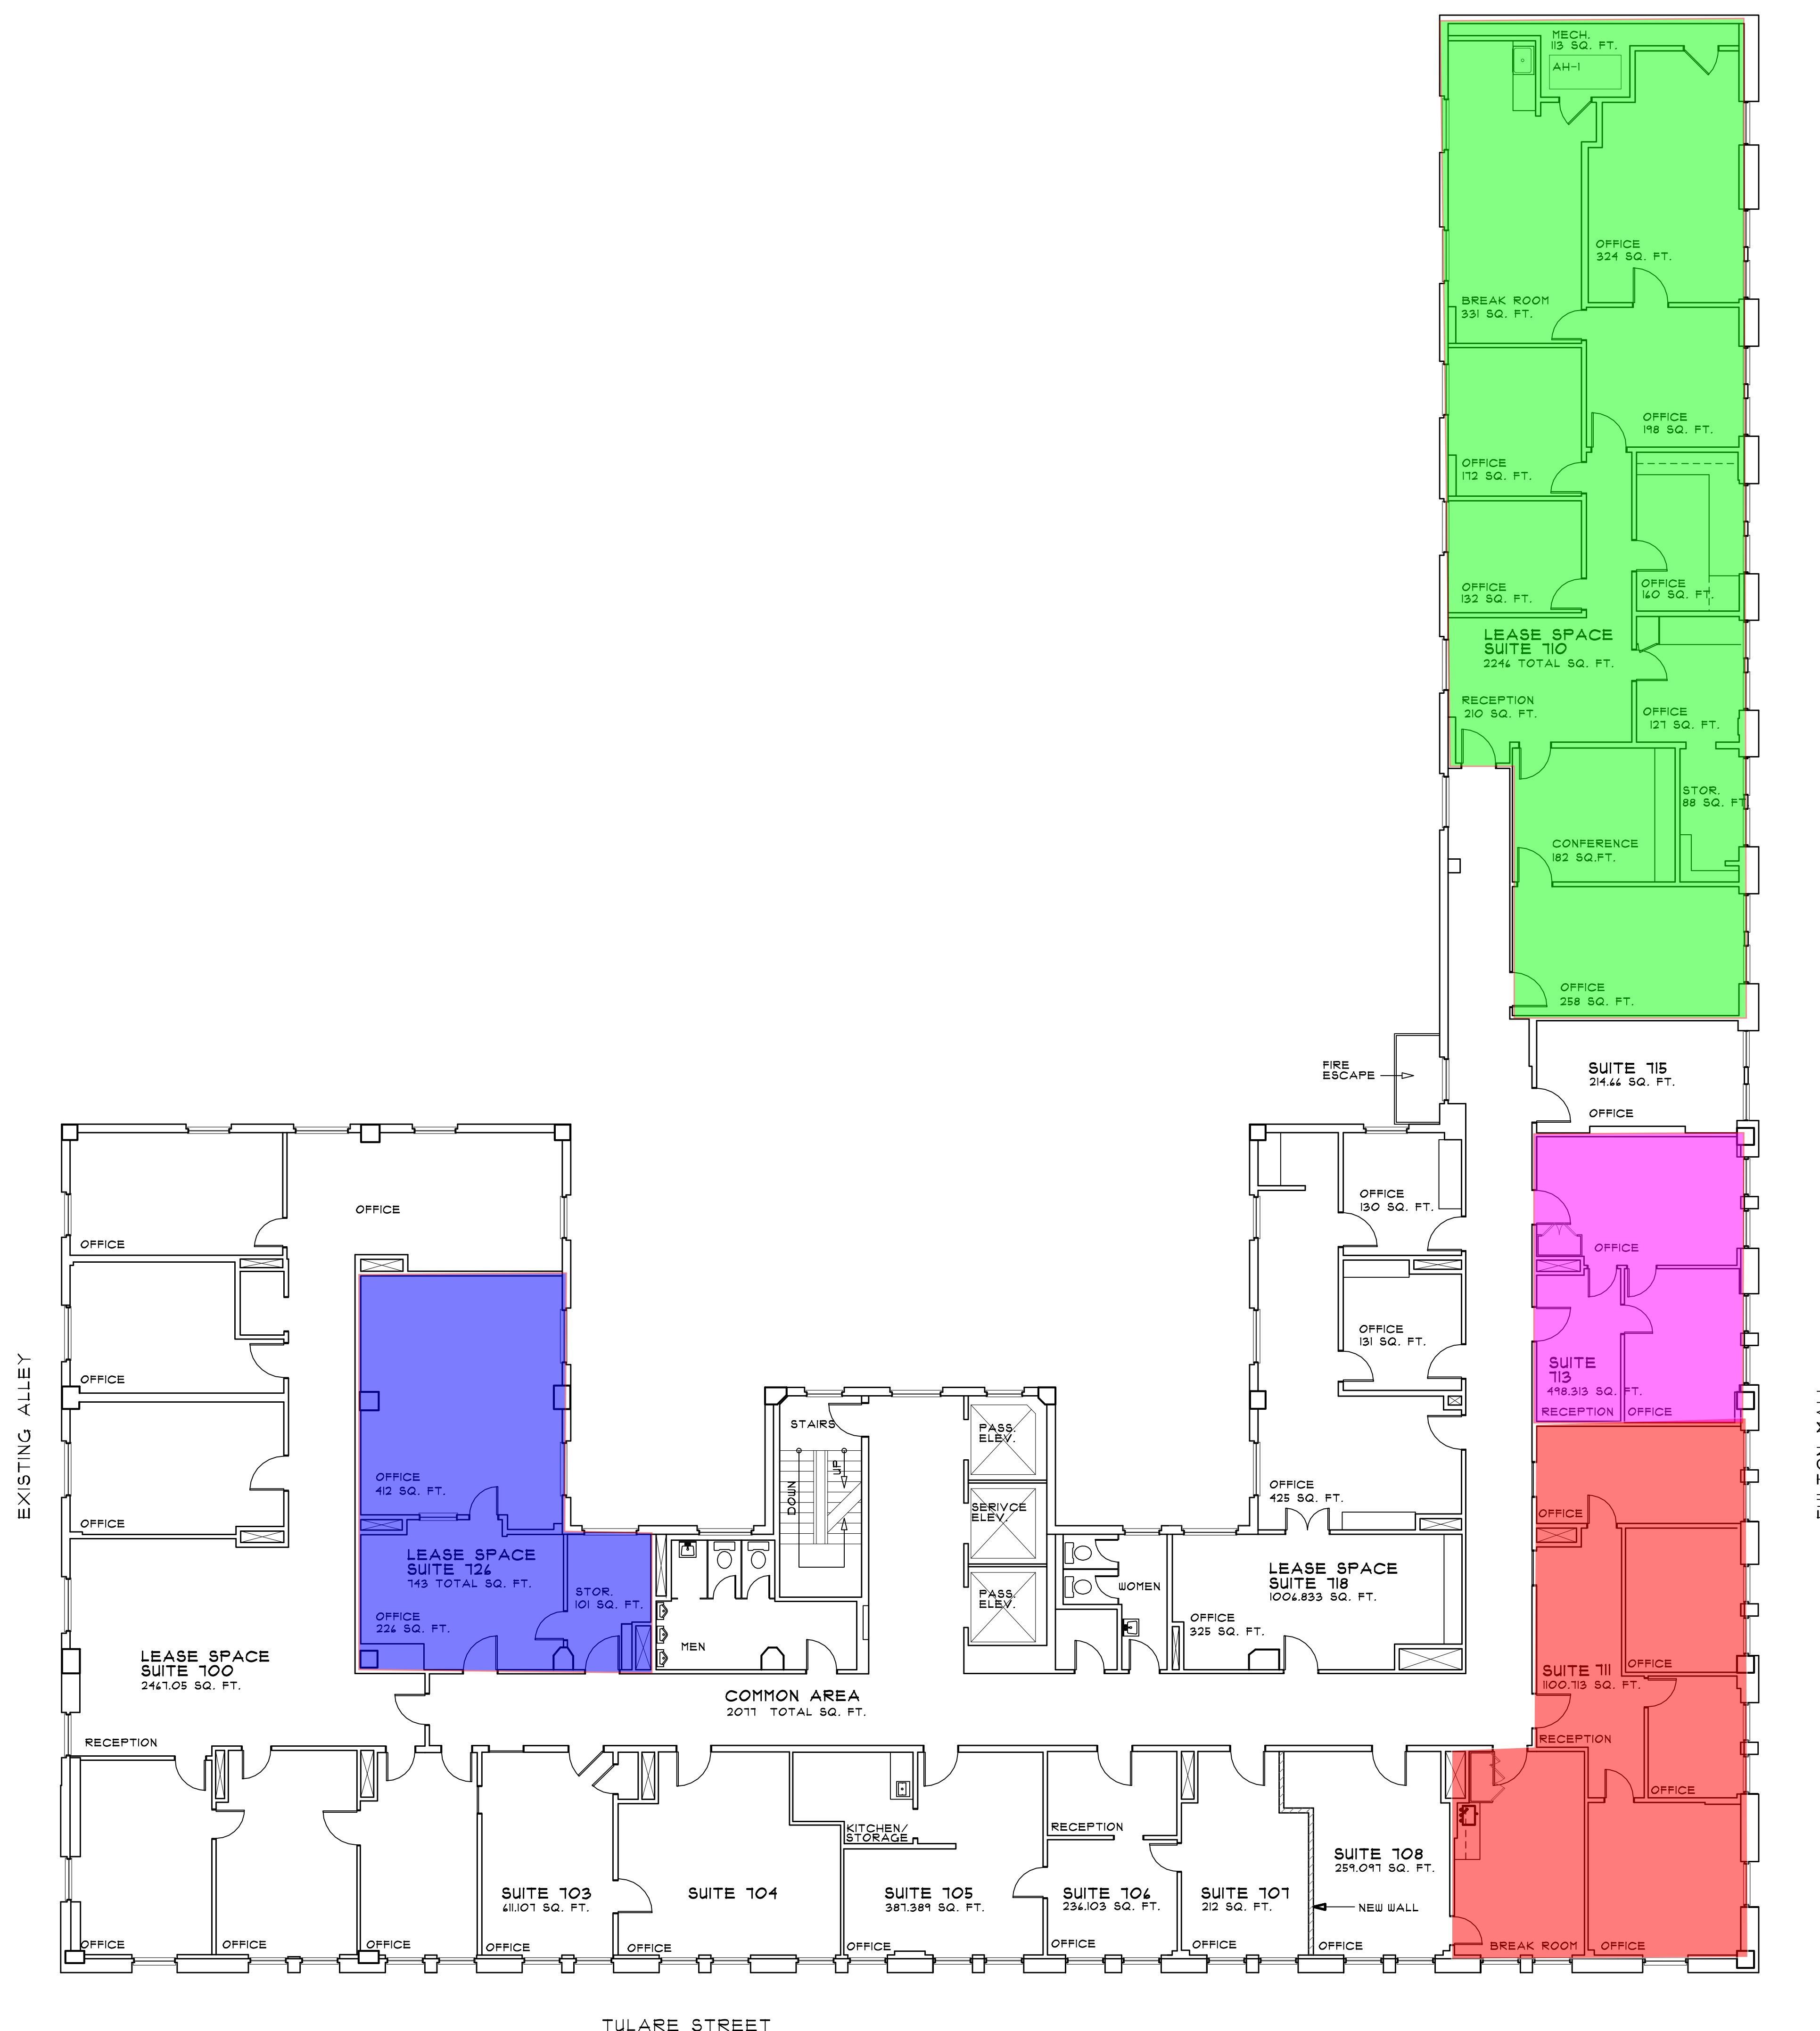 MECH.
113 SQ. FT.
AH-1
OFFICE
324 SQ. FT.
BREAK ROOM
331 SQ. FT.
OFFICE
198 SQ. FT.
OFFICE
172 SQ. FT.
OFFICE
132 SQ. FT.
OFFICE
160 SQ. FT.
LEASE SPACE
SUITE 710
2246 TOTAL SQ. FT.
RECEPTION
210 SQ. FT.
OFFICE
127 SQ. FT.
STOR.
88 SQ. FT
CONFERENCE
182 SQ.FT.
OFFICE
258 SQ. FT.
FIRE
ESCAPE
SUITE 715
214.66 SQ. FT.
OFFICE
OFFICE
OFFICE
OFFICE
130 SQ. FT.
OFFICE
OFFICE
131 SQ. FT.
SUITE
713
498.313 SQ. FT.
RECEPTION
OFFICE
EXISTING ALLEY
OFFICE
OFFICE
OFFICE
412 SQ. FT.
STAIRS
UP
DOWN
PASS.
ELEV.
SERIVCE
ELEV.
PASS.
ELEV.
OFFICE
425 SQ. FT.
OFFICE
LEASE SPACE
SUITE 726
743 TOTAL SQ. FT.
STOR.
101 SQ. FT.
OFFICE
226 SQ. FT.
MEN
WOMEN
LEASE SPACE
SUITE 718
1006.833 SQ. FT.
OFFICE
325 SQ. FT.
LEASE SPACE
SUITE 700
2467.05 SQ. FT.
RECEPTION
COMMON AREA
2077 TOTAL SQ. FT.
OFFICE
SUITE 711
1100.713 SQ. FT.
RECEPTION
OFFICE
KITCHEN/
STORAGE
RECEPTION
SUITE 708
259.097 SQ. FT.
NEW WALL
SUITE 703
611.107 SQ. FT.
SUITE 704
SUITE 705
387.389 SQ. FT.
SUITE 706
236.103 SQ. FT.
SUITE 707
212 SQ. FT.
OFFICE
OFFICE
OFFICE
OFFICE
OFFICE
OFFICE
OFFICE
OFFICE
OFFICE
BREAK ROOM
OFFICE
TULARE STREET